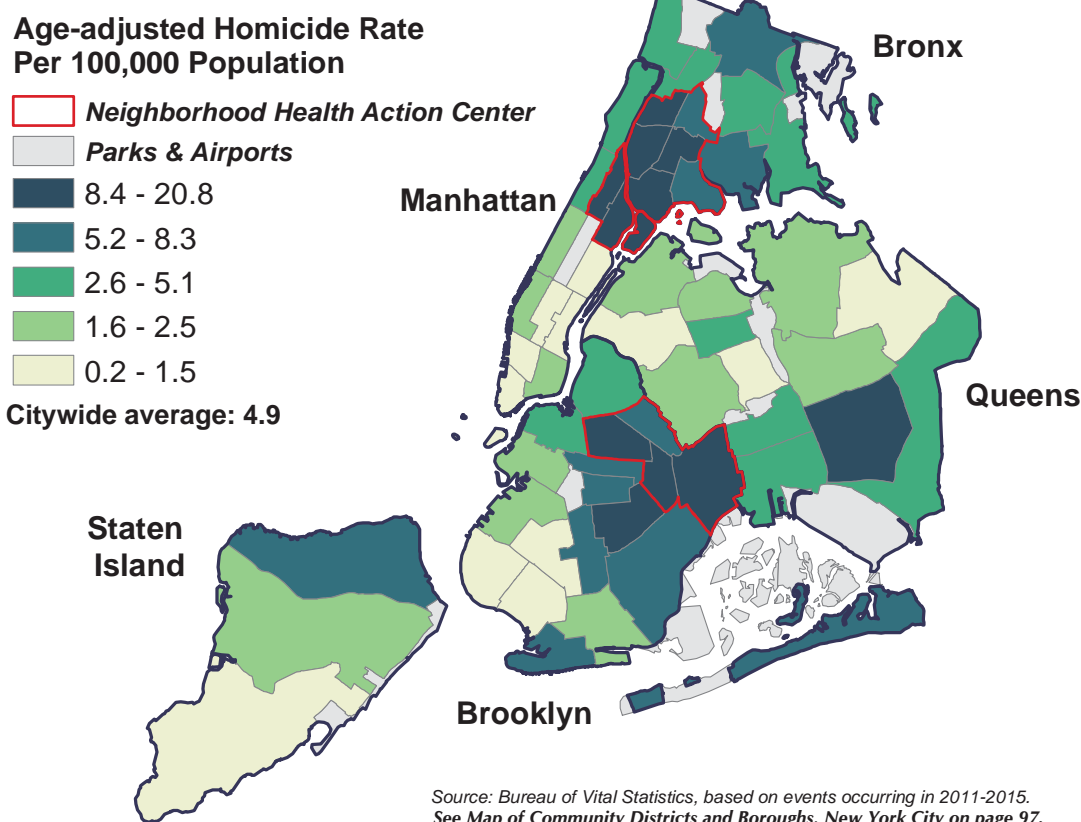 Age-adjusted Homicide Rate
Per 100,000 Population
Neighborhood Health Action Center
Parks & Airports
8.4 - 20.8
5.2 - 8.3
2.6 - 5.1
1.6 - 2.5
0.2 - 1.5
Citywide average: 4.9
Bronx
Manhattan
Queens
Staten
Island
Brooklyn
Source: Bureau of Vital Statistics, based on events occurring in 2011-2015.
See Map of Community Districts and Boroughs, New York City on page 97.